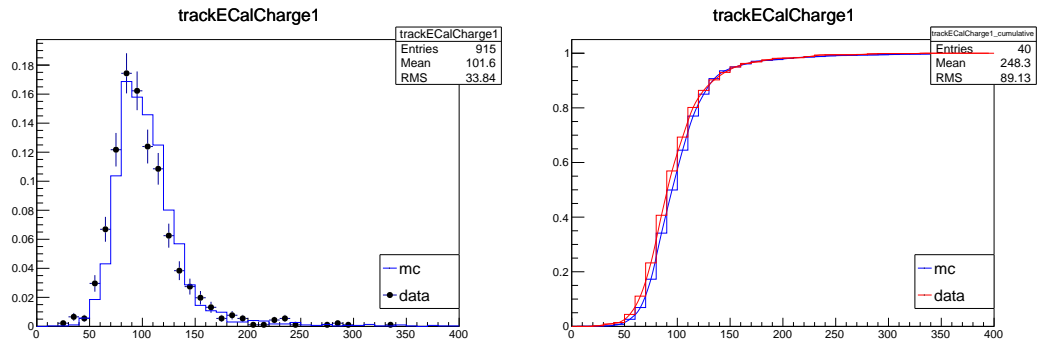 trackECalCharge1
trackECalCharge1
Entries 915
Mean 101.6
RMS 33.84
0.18
0.16
0.14
0.12
0.1
0.08
0.06
0.04
0.02
0
0 50 100 150 200 250 300 350 400
mc
data
trackECalCharge1
trackECalCharge1_cumulative
Entries 40
Mean 248.3
RMS 89.13
1
0.8
0.6
0.4
0.2
0
0 50 100 150 200 250 300 350 400
mc
data